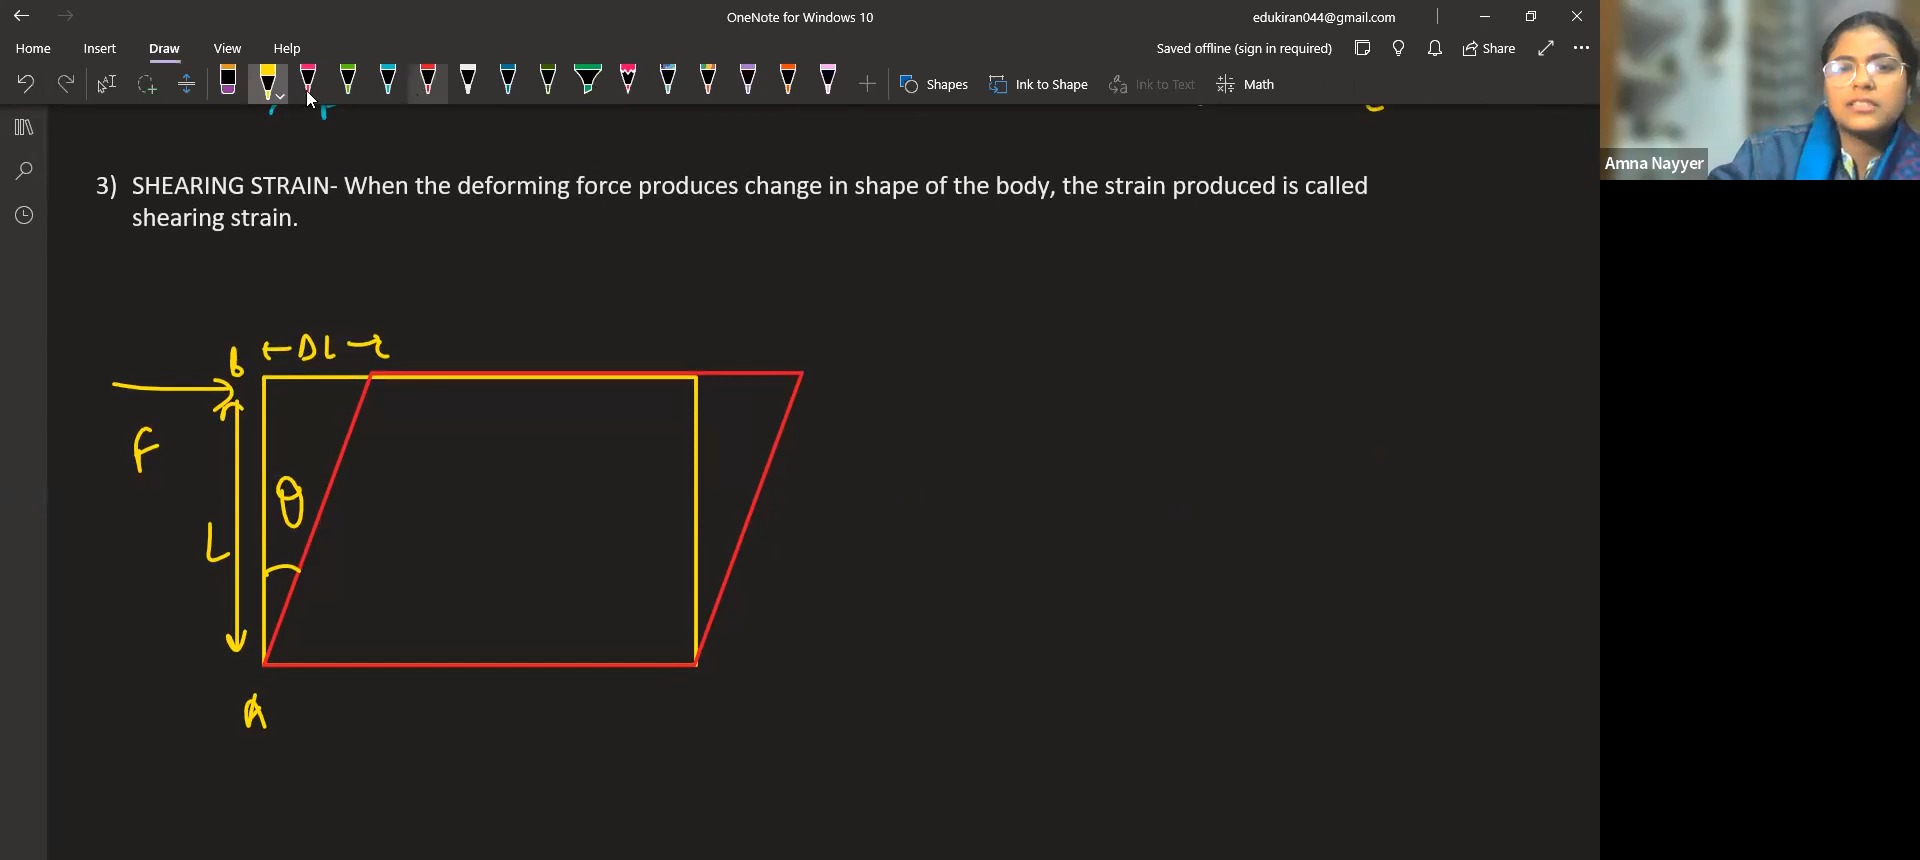 OneNote for Windows 10
edukiran044@gmail.com
Home Insert Draw View Help
Saved offline (sign in required) Share
Shapes Ink to Shape Ink to Text Math
Amna Nayyer
3) SHEARING STRAIN- When the deforming force produces change in shape of the body, the strain produced is called
shearing strain.
b
DL
F
θ
L
A